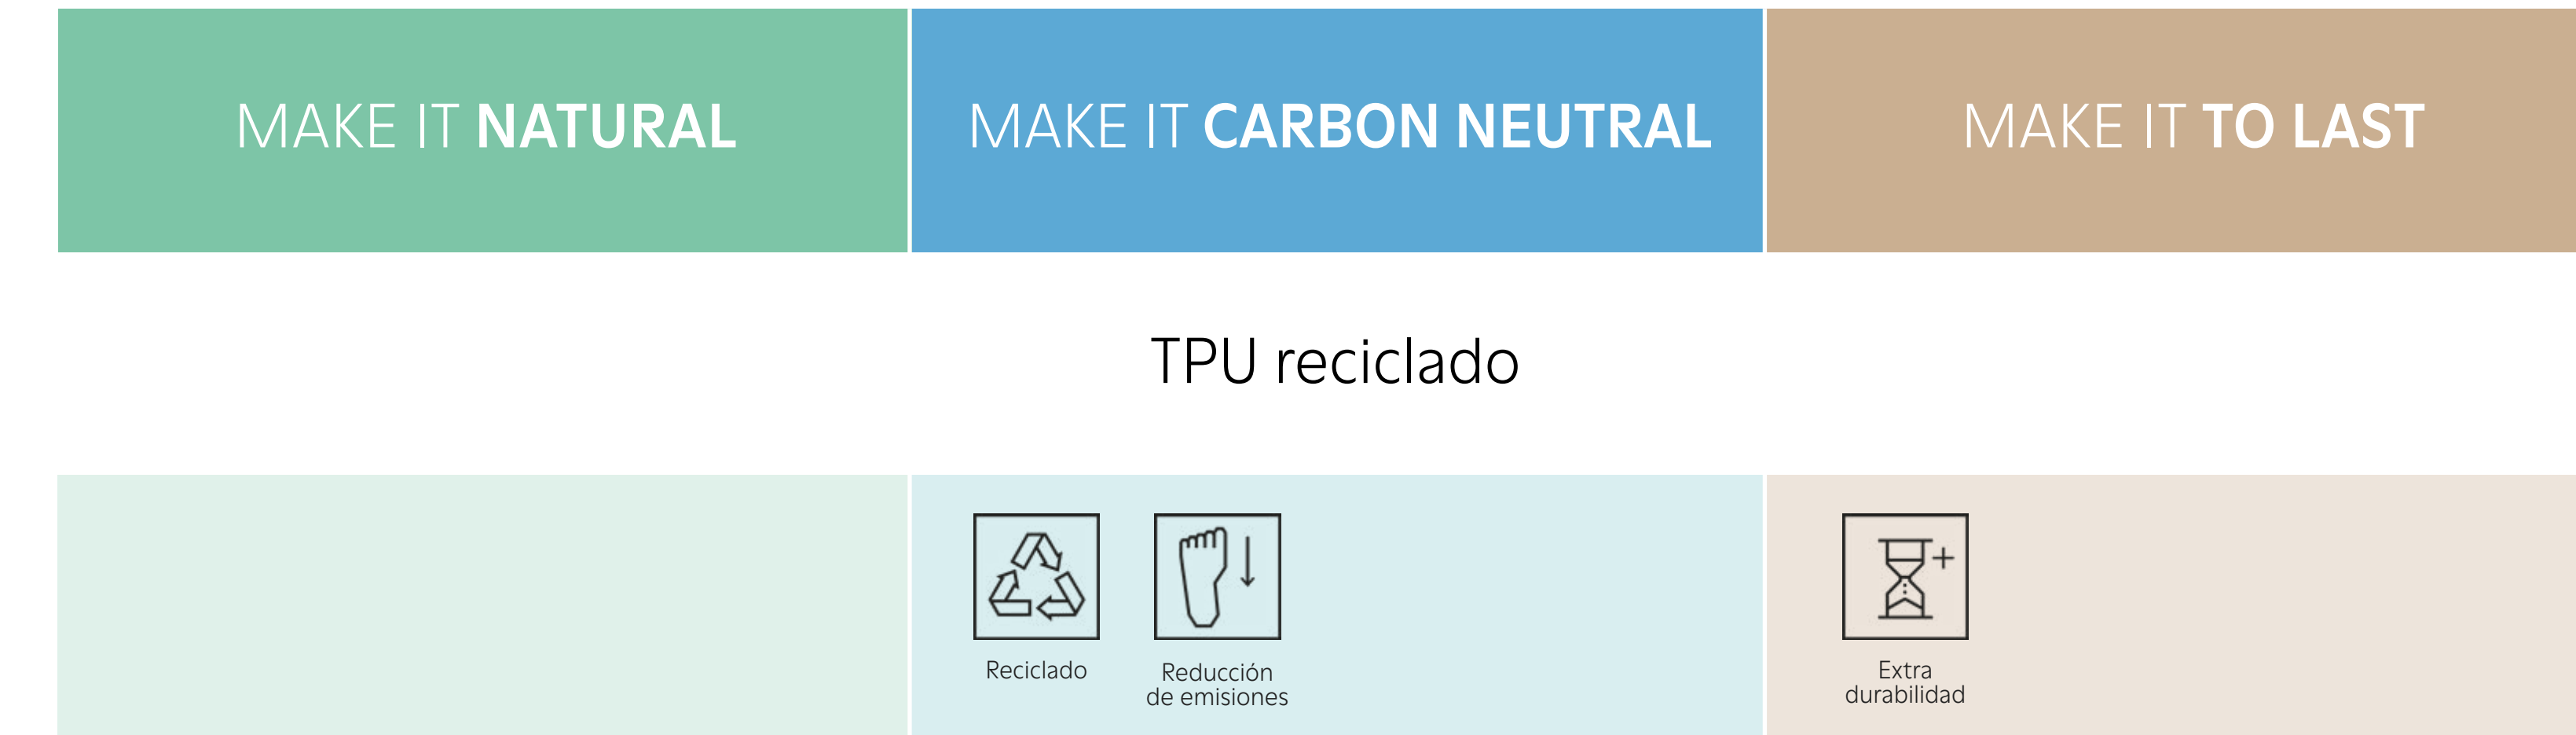 MAKE IT NATURAL
MAKE IT CARBON NEUTRAL
MAKE IT TO LAST
TPU reciclado
Reciclado
Reducción
de emisiones
Extra
durabilidad